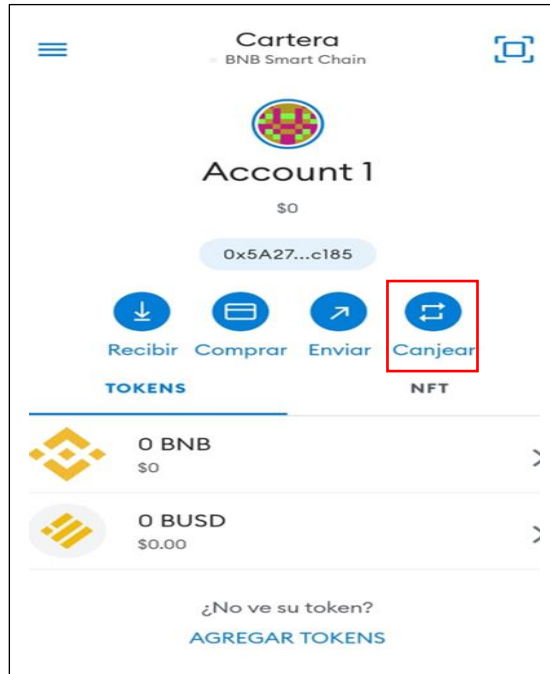 Cartera
BNB Smart Chain
Account 1
$0
0x5A27...c185
Recibir Comprar Enviar Canjear
TOKENS NFT
0 BNB
$0
0 BUSD
$0.00
¿No ve su token?
AGREGAR TOKENS